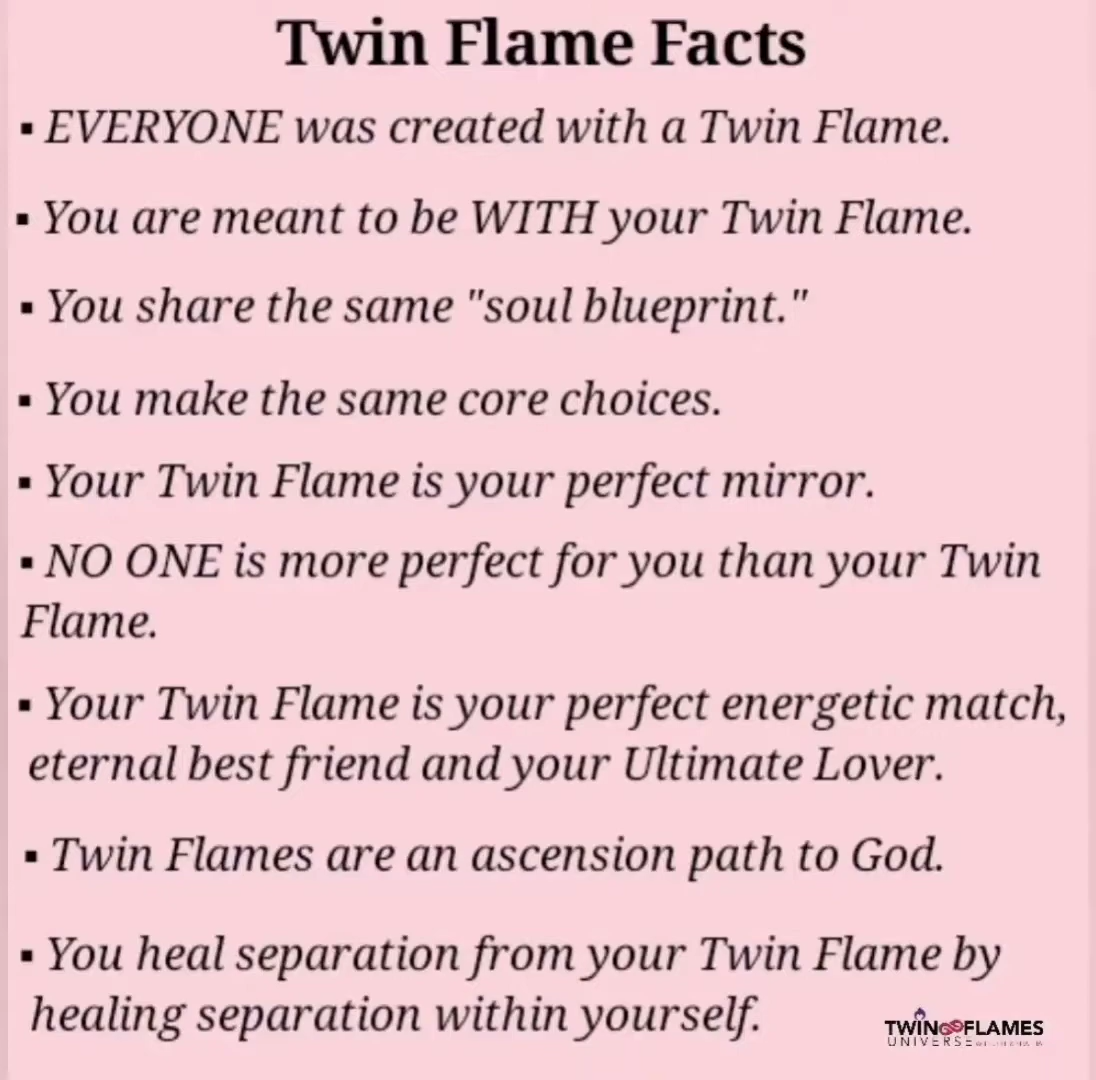 Twin Flame Facts
▪ EVERYONE was created with a Twin Flame.
▪ You are meant to be WITH your Twin Flame.
▪ You share the same "soul blueprint."
▪ You make the same core choices.
▪ Your Twin Flame is your perfect mirror.
▪ NO ONE is more perfect for you than your Twin
Flame.
▪ Your Twin Flame is your perfect energetic match,
eternal best friend and your Ultimate Lover.
▪ Twin Flames are an ascension path to God.
▪ You heal separation from your Twin Flame by
healing separation within yourself.
TWIN FLAMES
UNIVERSE